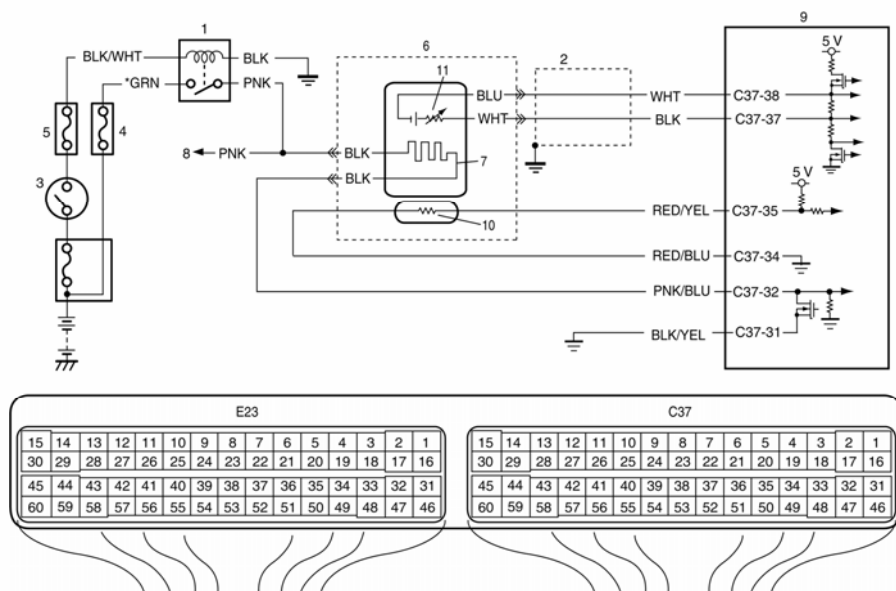 1
9
5 V
BLK/WHT
BLK
6
2
*GRN
PNK
11
BLU
WHT
C37-38
WHT
BLK
C37-37
5
4
8
PNK
BLK
7
3
BLK
5 V
RED/YEL
C37-35
10
RED/BLU
C37-34
PNK/BLU
C37-32
BLK/YEL
C37-31
E23
C37
15 14 13 12 11 10 9 8 7 6 5 4 3 2 1
15 14 13 12 11 10 9 8 7 6 5 4 3 2 1
30 29 28 27 26 25 24 23 22 21 20 19 18 17 16
30 29 28 27 26 25 24 23 22 21 20 19 18 17 16
45 44 43 42 41 40 39 38 37 36 35 34 33 32 31
45 44 43 42 41 40 39 38 37 36 35 34 33 32 31
60 59 58 57 56 55 54 53 52 51 50 49 48 47 46
60 59 58 57 56 55 54 53 52 51 50 49 48 47 46